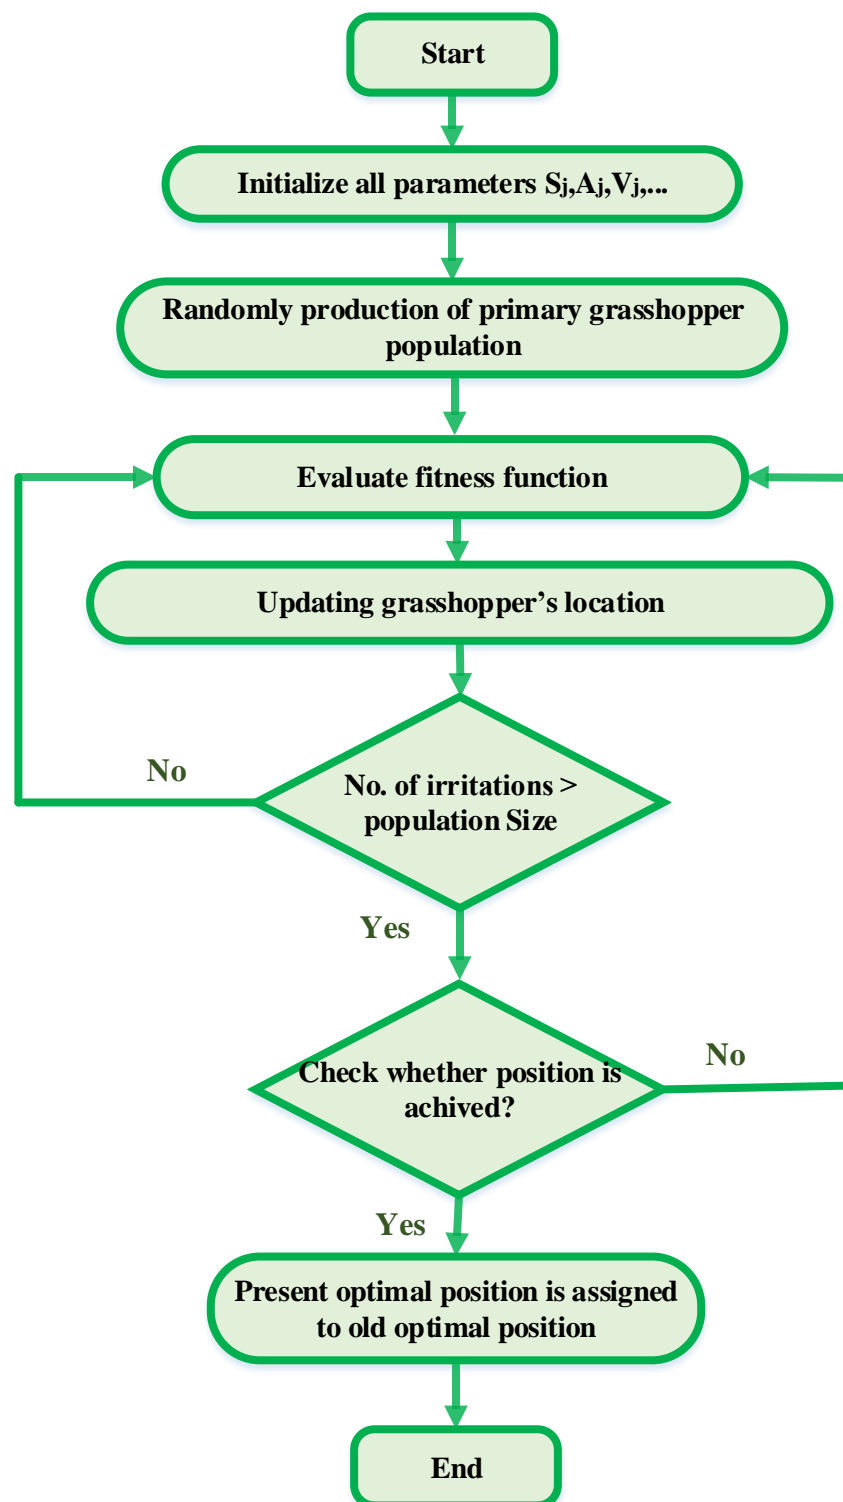 Start
Initialize all parameters Sj,Aj,Vj,...
Randomly production of primary grasshopper
population
Evaluate fitness function
Updating grasshopper’s location
No
No. of irritations >
population Size
Yes
Check whether position is
achived?
No
Yes
Present optimal position is assigned
to old optimal position
End